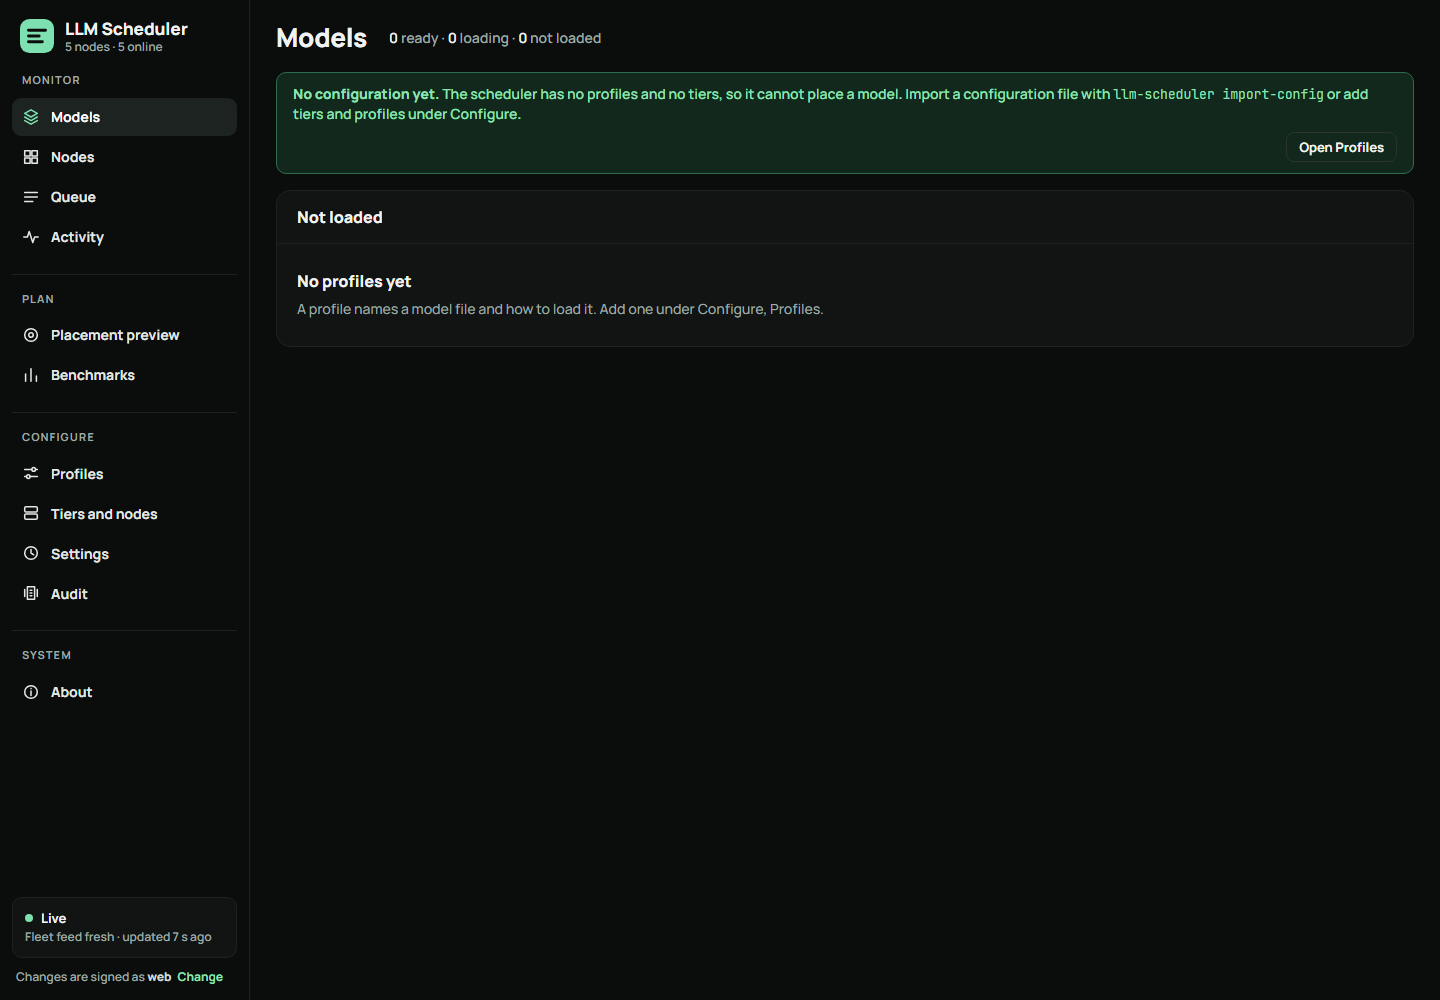 LLM Scheduler
5 nodes · 5 online
MONITOR
Models
Nodes
Queue
Activity
PLAN
Placement preview
Benchmarks
CONFIGURE
Profiles
Tiers and nodes
Settings
Audit
SYSTEM
About
Live
Fleet feed fresh · updated 7 s ago
Changes are signed as web Change
Models
0 ready · 0 loading · 0 not loaded
No configuration yet. The scheduler has no profiles and no tiers, so it cannot place a model. Import a configuration file with llm-scheduler import-config or add
tiers and profiles under Configure.
Open Profiles
Not loaded
No profiles yet
A profile names a model file and how to load it. Add one under Configure, Profiles.